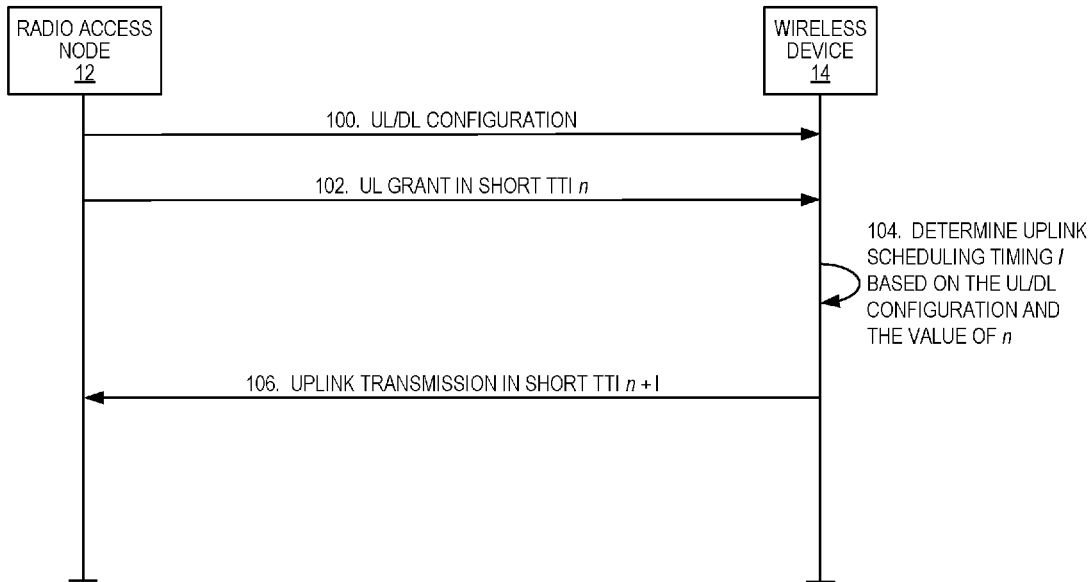 RADIO ACCESS
NODE
12
WIRELESS
DEVICE
14
100. UL/DL CONFIGURATION
102. UL GRANT IN SHORT TTI n
104. DETERMINE UPLINK
SCHEDULING TIMING l
BASED ON THE UL/DL
CONFIGURATION AND
THE VALUE OF n
106. UPLINK TRANSMISSION IN SHORT TTI n + l